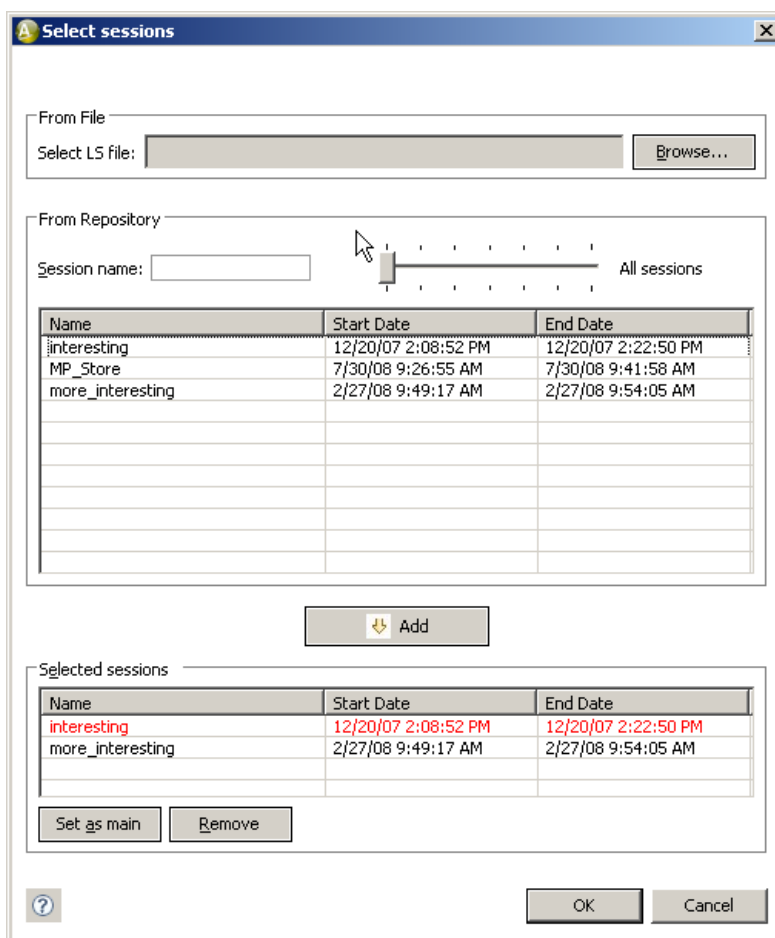 Select sessions
From File
Select LS file: Browse...
From Repository
Session name: All sessions
Name Start Date End Date
interesting 12/20/07 2:08:52 PM 12/20/07 2:22:50 PM
MP_Store 7/30/08 9:26:55 AM 7/30/08 9:41:58 AM
more_interesting 2/27/08 9:49:17 AM 2/27/08 9:54:05 AM
Add
Selected sessions
Name Start Date End Date
interesting 12/20/07 2:08:52 PM 12/20/07 2:22:50 PM
more_interesting 2/27/08 9:49:17 AM 2/27/08 9:54:05 AM
Set as main Remove
? OK Cancel